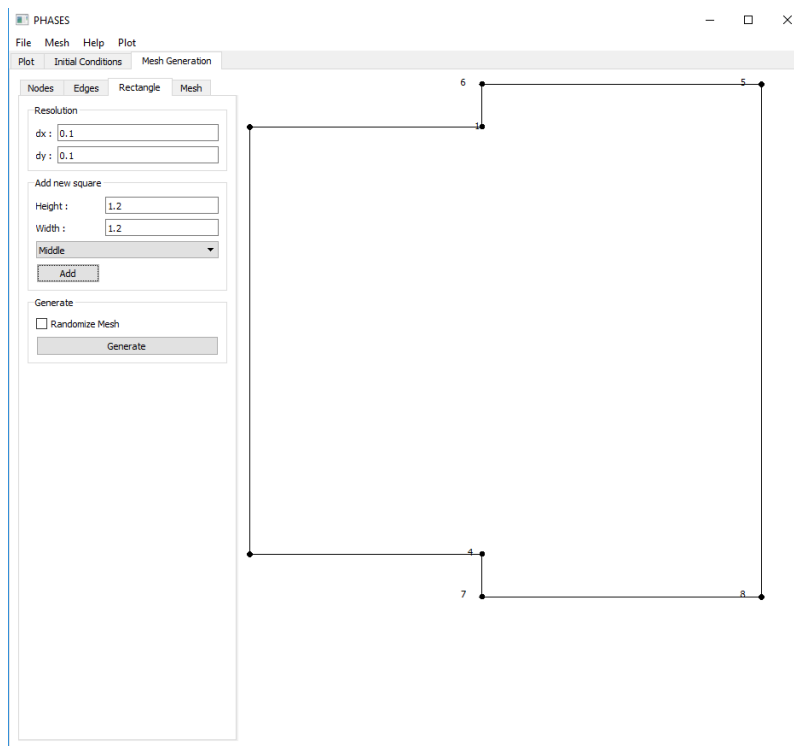 PHASES
File Mesh Help Plot
Plot Initial Conditions Mesh Generation
Nodes Edges Rectangle Mesh
Resolution
dx : 0.1
dy : 0.1
Add new square
Height : 1.2
Width : 1.2
Middle
Add
Generate
Randomize Mesh
Generate
6 5
1
4
7 8